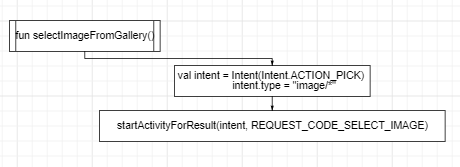 fun selectImageFromGallery()
val intent = Intent(Intent.ACTION_PICK)
intent.type = "image/*"
startActivityForResult(intent, REQUEST_CODE_SELECT_IMAGE)